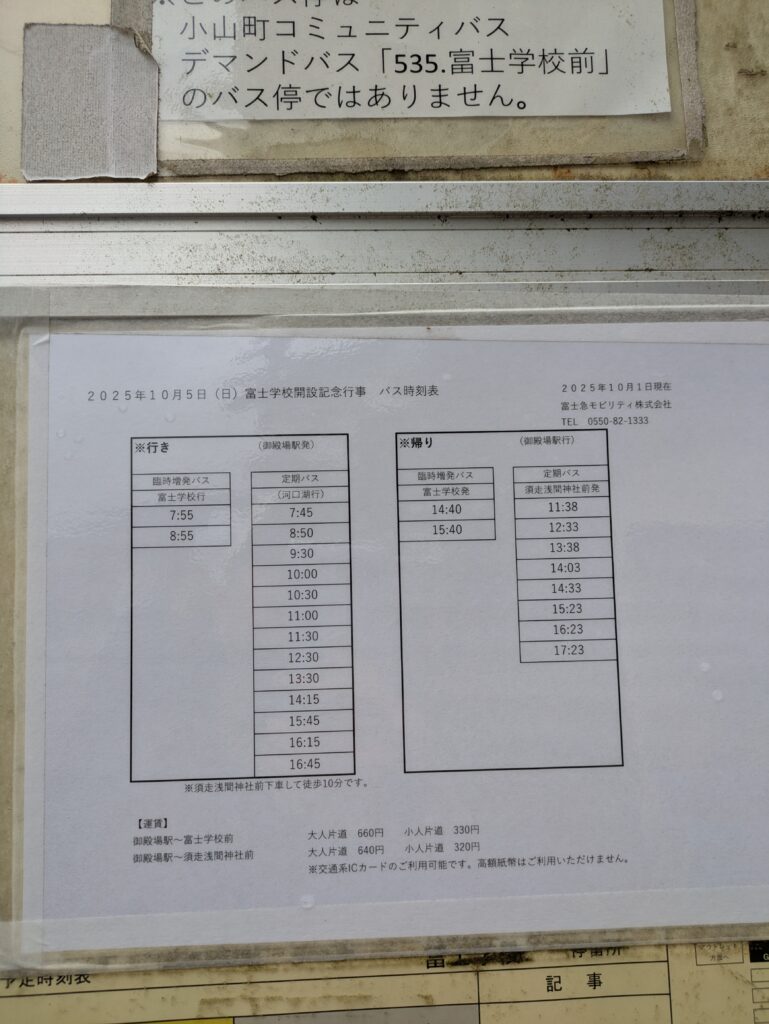 ※このバス停は
小山町コミュニティバス
デマンドバス「535.富士学校前」
のバス停ではありません。
2025年10月5日（日）富士学校開設記念行事 バス時刻表
2025年10月1日現在
富士急モビリティ株式会社
TEL 0550-82-1333
※行き （御殿場駅発）
臨時増発バス
富士学校行
7:55
8:55
定期バス
（河口湖行）
7:45
8:50
9:30
10:00
10:30
11:00
11:30
12:30
13:30
14:15
15:45
16:15
16:45
※須走浅間神社前下車して徒歩10分です。
※帰り （御殿場駅行）
臨時増発バス
富士学校発
14:40
15:40
定期バス
須走浅間神社前発
11:38
12:33
13:38
14:03
14:33
15:23
16:23
17:23
【運賃】
御殿場駅～富士学校前 大人片道 660円 小人片道 330円
御殿場駅～須走浅間神社前 大人片道 640円 小人片道 320円
※交通系ICカードのご利用可能です。高額紙幣はご利用いただけません。
予定時刻表
停留所
記事